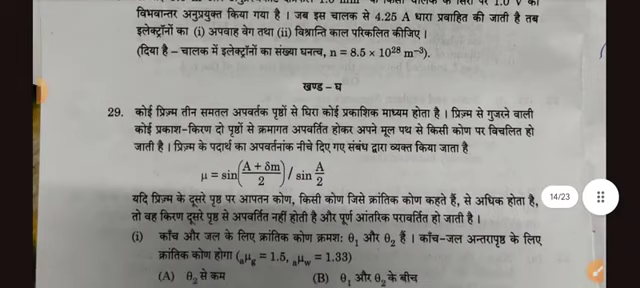 विभवान्तर अनुप्रयुक्त किया गया है । जब इस चालक से 4.25 A धारा प्रवाहित की जाती है तब
इलेक्ट्रॉनों का (i) अपवाह वेग तथा (ii) विश्रान्ति काल परिकलित कीजिए ।
(दिया है – चालक में इलेक्ट्रॉनों का संख्या घनत्व, n = 8.5 × 10²⁸ m⁻³).
खण्ड – घ
29. कोई प्रिज़्म तीन समतल अपवर्तक पृष्ठों से घिरा कोई प्रकाशिक माध्यम होता है । प्रिज़्म से गुजरने वाली
कोई प्रकाश-किरण दो पृष्ठों से क्रमागत अपवर्तित होकर अपने मूल पथ से किसी कोण पर विचलित हो
जाती है । प्रिज़्म के पदार्थ का अपवर्तनांक नीचे दिए गए संबंध द्वारा व्यक्त किया जाता है
μ = sin((A + δm)/2) / sin A/2
यदि प्रिज़्म के दूसरे पृष्ठ पर आपतन कोण, किसी कोण जिसे क्रांतिक कोण कहते हैं, से अधिक होता है,
तो वह किरण दूसरे पृष्ठ से अपवर्तित नहीं होती है और पूर्ण आंतरिक परावर्तित हो जाती है ।
(i) काँच और जल के लिए क्रांतिक कोण क्रमशः θ₁ और θ₂ हैं । काँच-जल अन्तरापृष्ठ के लिए
क्रांतिक कोण होगा (ₐμ_g = 1.5, ₐμ_w = 1.33)
(A) θ₂ से कम (B) θ₁ और θ₂ के बीच
14/23